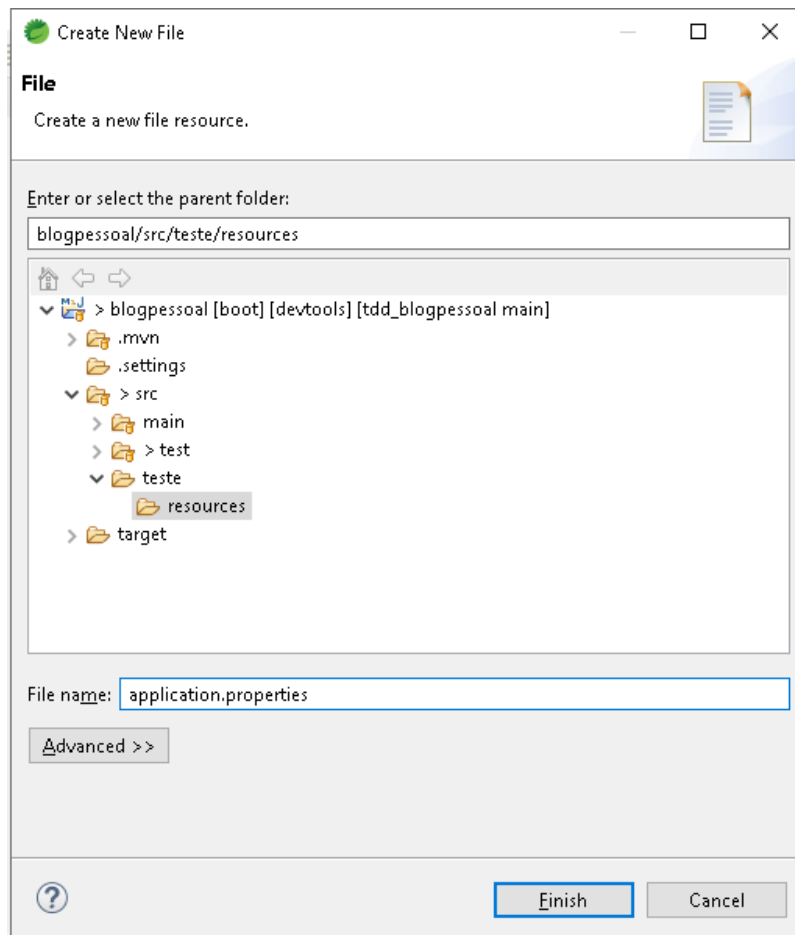 Create New File
File
Create a new file resource.
Enter or select the parent folder:
blogpessoal/src/teste/resources
> blogpessoal [boot] [devtools] [tdd_blogpessoal main]
.mvn
.settings
> src
main
> test
teste
resources
target
File name: application.properties
Advanced >>
Finish Cancel